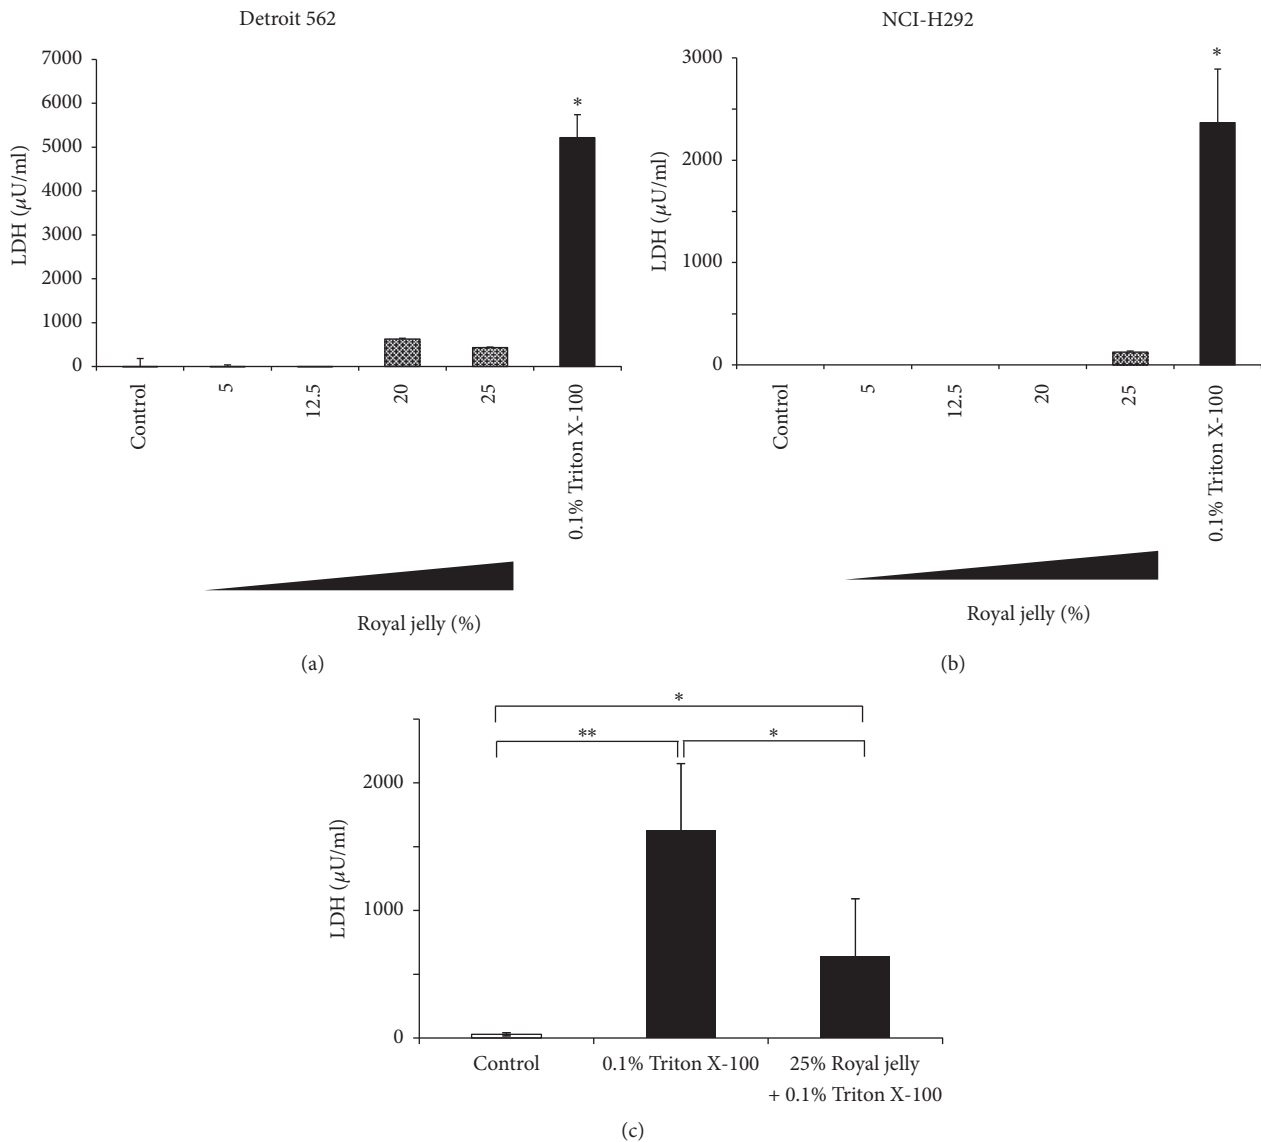 Detroit 562
7000
6000
5000
4000
3000
2000
1000
0
LDH (μU/ml)
*
Control
5
12.5
20
25
0.1% Triton X-100
Royal jelly (%)
(a)
NCI-H292
3000
2000
1000
0
LDH (μU/ml)
*
Control
5
12.5
20
25
0.1% Triton X-100
Royal jelly (%)
(b)
*
**
*
2000
1000
0
LDH (μU/ml)
Control
0.1% Triton X-100
25% Royal jelly
+ 0.1% Triton X-100
(c)